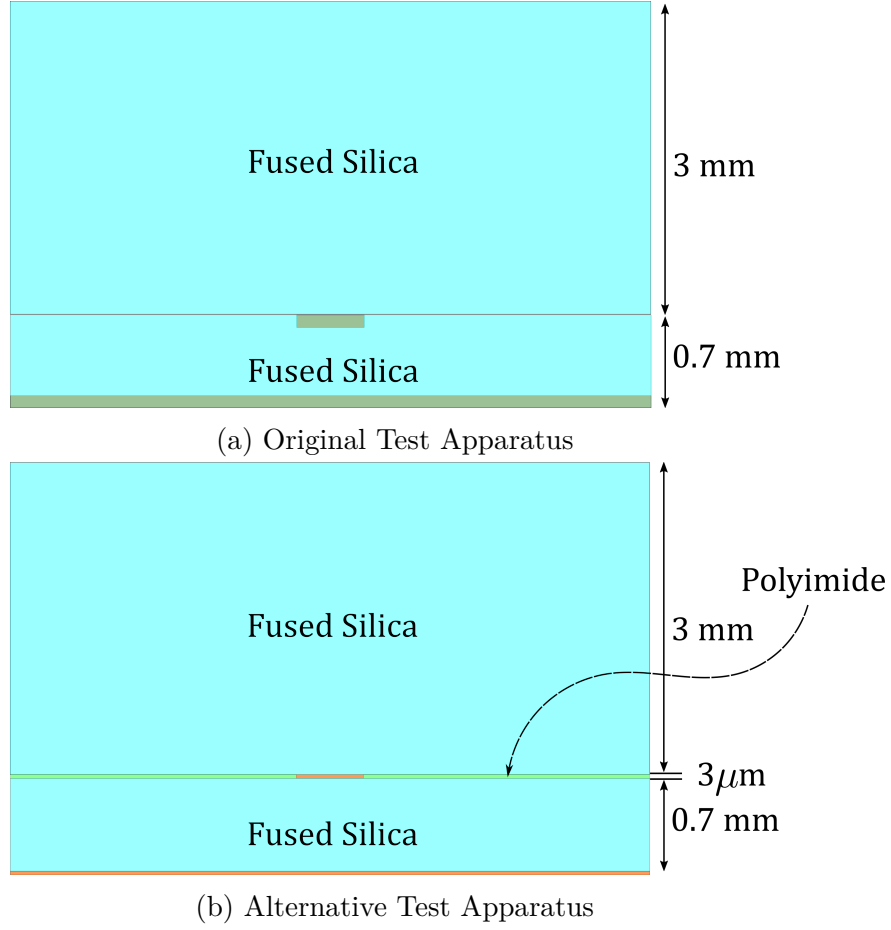 Fused Silica
3 mm
Fused Silica
0.7 mm
(a) Original Test Apparatus
Polyimide
Fused Silica
3 mm
3μm
Fused Silica
0.7 mm
(b) Alternative Test Apparatus